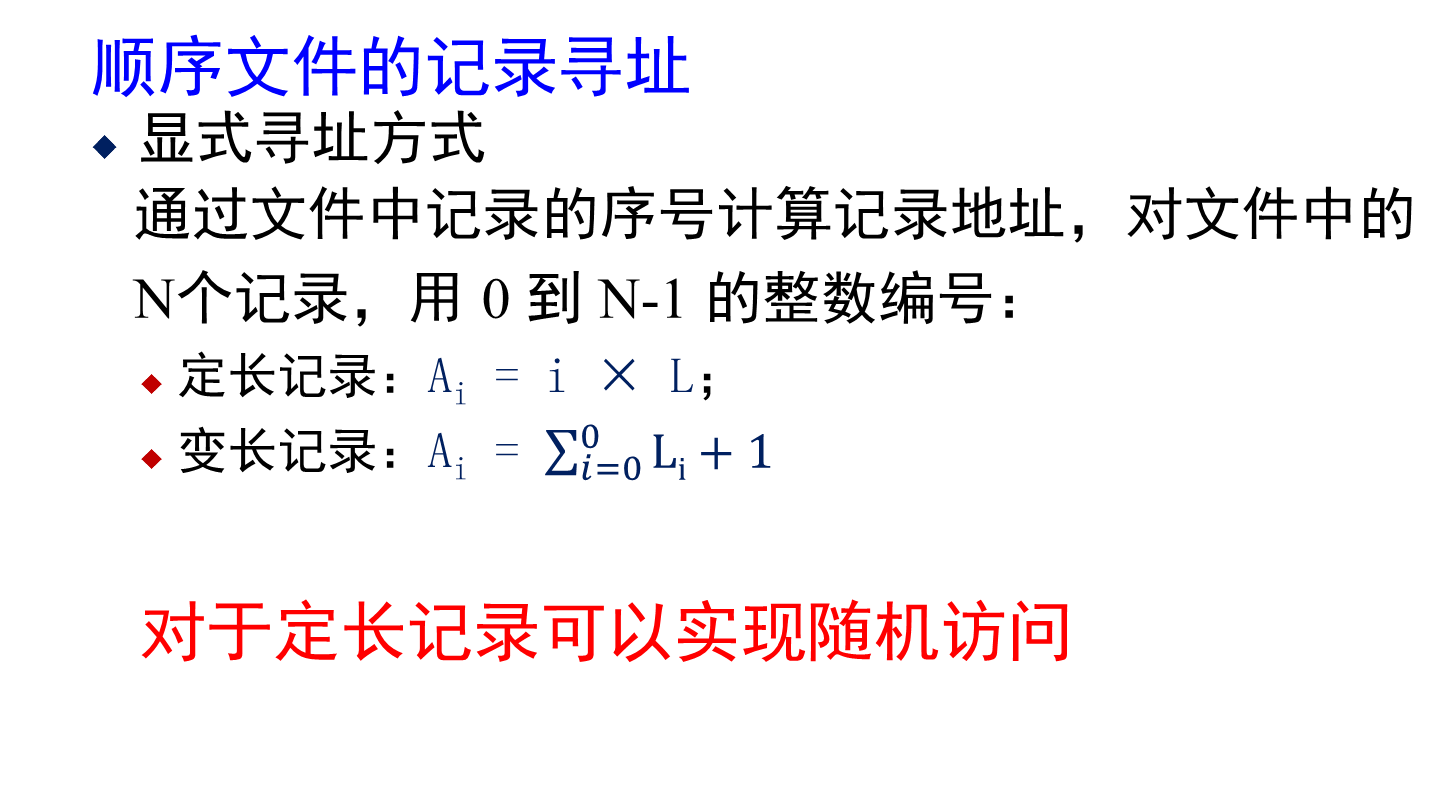 顺序文件的记录寻址
◆ 显式寻址方式
通过文件中记录的序号计算记录地址，对文件中的
N个记录，用 0 到 N-1 的整数编号：
◆ 定长记录：Aᵢ = i × L；
◆ 变长记录：Aᵢ = ∑_{i=0}^{0} Lᵢ + 1
对于定长记录可以实现随机访问